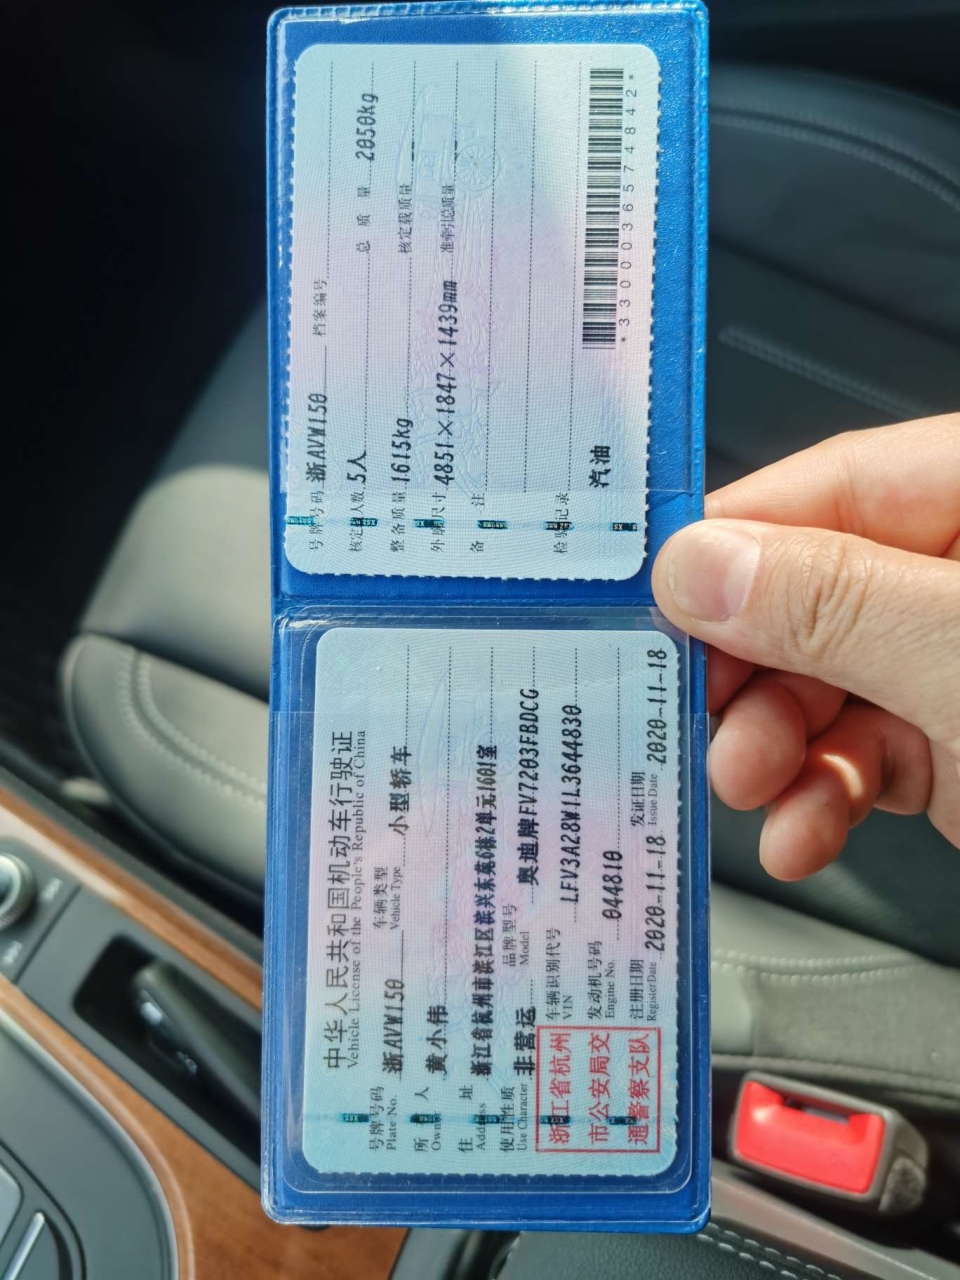 中华人民共和国机动车行驶证
Vehicle License of the People's Republic of China
号牌号码 浙AVW150 车辆类型 小型轿车
Plate No. Vehicle Type
所 人 黄小伟
Owner
住 址 浙江省杭州市滨江区滨兴东苑6栋2单元1601室
Address
使用性质 非营运 品牌型号 奥迪牌FV7203FBDCG
Use Character Model
浙江省杭州
市公安局交
通警察支队
车辆识别代号 LFV3A28W1L3644830
VIN
发动机号码 044810
Engine No.
注册日期 2020-11-18 发证日期 2020-11-18
Register Date Issue Date
号牌号码 浙AVW150 档案编号
核定 人数 5人 总质量 2050kg
整备质量 1615kg 核定载质量
外廓尺寸 4851×1847×1439mm 准牵引总质量
备 注
检验记录
汽油 *3300036574842*